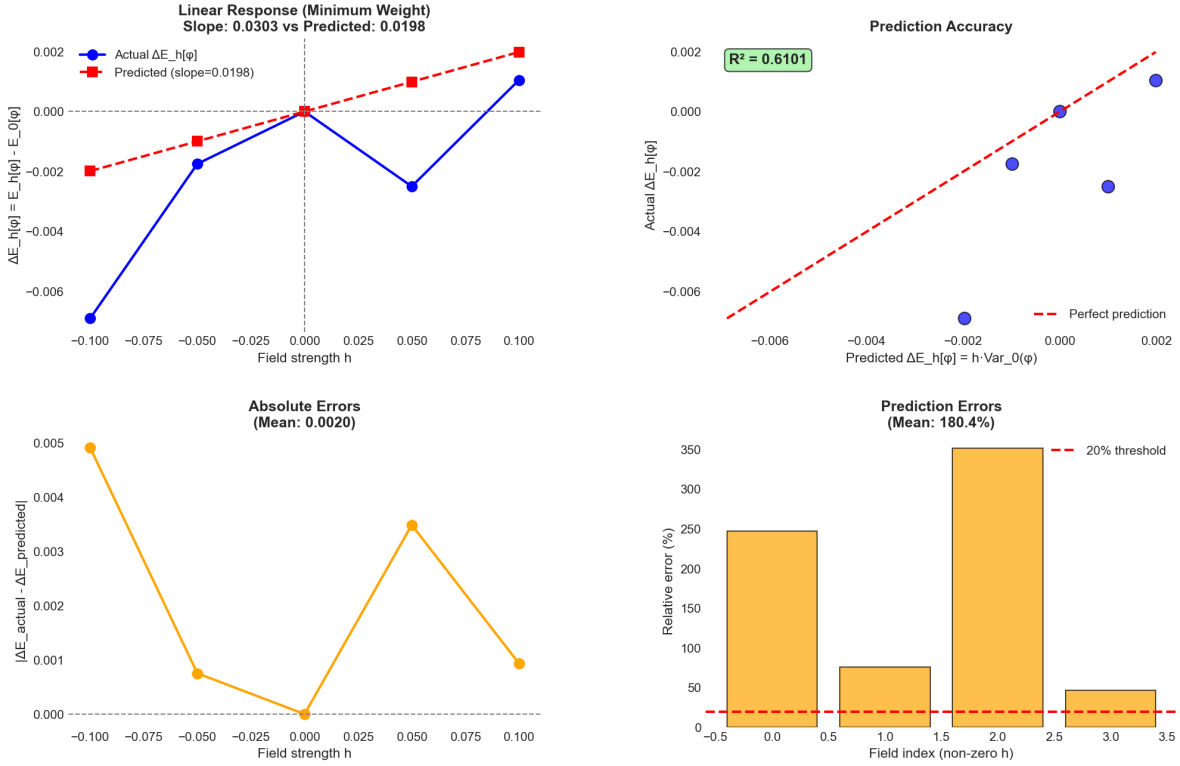 Linear Response (Minimum Weight)
Slope: 0.0303 vs Predicted: 0.0198
Actual ΔE_h[φ]
Predicted (slope=0.0198)
ΔE_h[φ] = E_h[φ] - E_0[φ]
0.002
0.000
−0.002
−0.004
−0.006
−0.100
−0.075
−0.050
−0.025
0.000
0.025
0.050
0.075
0.100
Field strength h
Prediction Accuracy
R² = 0.6101
Actual ΔE_h[φ]
0.002
0.000
−0.002
−0.004
−0.006
Perfect prediction
−0.006
−0.004
−0.002
0.000
0.002
Predicted ΔE_h[φ] = h·Var_0(φ)
Absolute Errors
(Mean: 0.0020)
|ΔE_actual - ΔE_predicted|
0.005
0.004
0.003
0.002
0.001
0.000
−0.100
−0.075
−0.050
−0.025
0.000
0.025
0.050
0.075
0.100
Field strength h
Prediction Errors
(Mean: 180.4%)
20% threshold
Relative error (%)
350
300
250
200
150
100
50
0
−0.5
0.0
0.5
1.0
1.5
2.0
2.5
3.0
3.5
Field index (non-zero h)